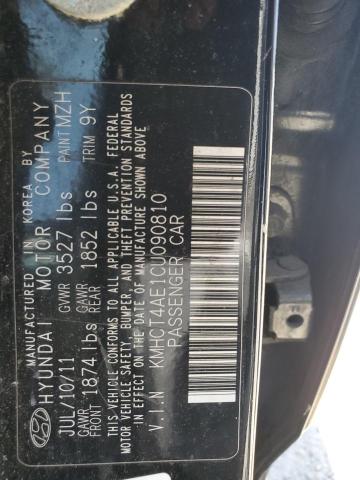 MANUFACTURED IN KOREA BY
HYUNDAI MOTOR COMPANY
JUL/10/11 GVWR 3527 lbs PAINT MZH
GAWR FRONT 1874 lbs GAWR REAR 1852 lbs TRIM 9Y
THIS VEHICLE CONFORMS TO ALL APPLICABLE U.S.A. FEDERAL
MOTOR VEHICLE SAFETY, BUMPER, AND THEFT PREVENTION STANDARDS
IN EFFECT ON THE DATE OF MANUFACTURE SHOWN ABOVE
V.I.N KMHCT4AE1CU090810
PASSENGER CAR